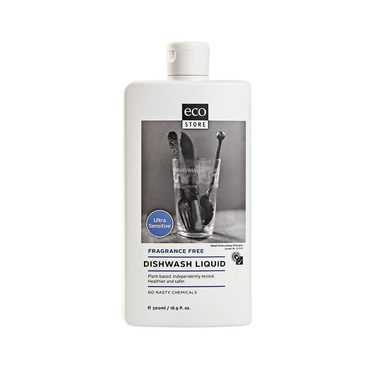 eco
STORE
Ultra
Sensitive
FRAGRANCE FREE
DISHWASH LIQUID
Plant-based. Independently tested.
Healthier and safer.
NO NASTY CHEMICALS
℮ 500ml / 16.9 fl. oz.